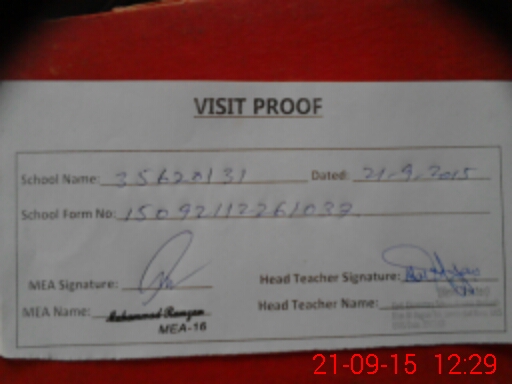 VISIT PROOF
School Name: 35620131 Dated: 21-9-2015
School Form No:
MEA Signature: Head Teacher Signature:
MEA Name: Muhammad Ramzan Head Teacher Name:
MEA-16
21-09-15 12:29